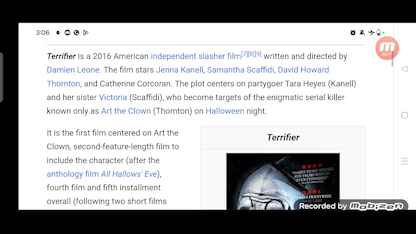 3:06
Terrifier is a 2016 American independent slasher film[7][8][9] written and directed by
Damien Leone. The film stars Jenna Kanell, Samantha Scaffidi, David Howard
Thornton, and Catherine Corcoran. The plot centers on partygoer Tara Heyes (Kanell)
and her sister Victoria (Scaffidi), who become targets of the enigmatic serial killer
known only as Art the Clown (Thornton) on Halloween night.
It is the first film centered on Art the
Clown, second-feature-length film to
include the character (after the
anthology film All Hallows' Eve),
fourth and fifth installment
overall (following two short films
Terrifier
Recorded by MOBIZEN